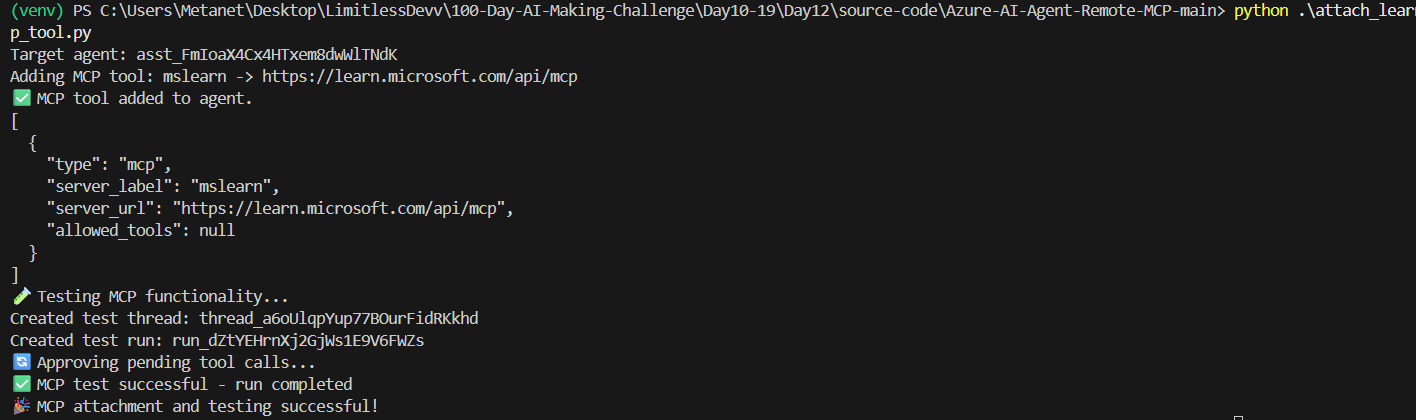 (venv) PS C:\Users\Metanet\Desktop\LimitlessDevv\100-Day-AI-Making-Challenge\Day10-19\Day12\source-code\Azure-AI-Agent-Remote-MCP-main> python .\attach_lear
p_tool.py
Target agent: asst_FmIoaX4Cx4HTxem8dwWlTNdK
Adding MCP tool: mslearn -> https://learn.microsoft.com/api/mcp
✅ MCP tool added to agent.
[
  {
    "type": "mcp",
    "server_label": "mslearn",
    "server_url": "https://learn.microsoft.com/api/mcp",
    "allowed_tools": null
  }
]
🧪 Testing MCP functionality...
Created test thread: thread_a6oUlqpYup77BOurFidRKkhd
Created test run: run_dZtYEHrnXj2GjWs1E9V6FWZs
🔄 Approving pending tool calls...
✅ MCP test successful - run completed
🎉 MCP attachment and testing successful!